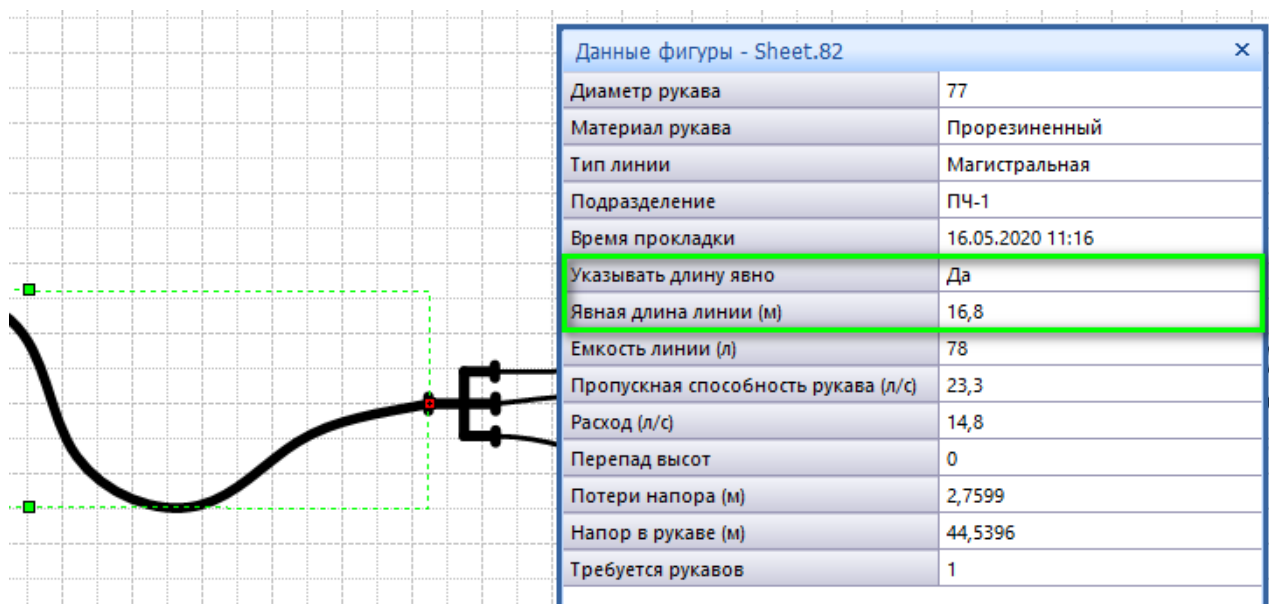 Данные фигуры - Sheet.82 ×
Диаметр рукава 77
Материал рукава Прорезиненный
Тип линии Магистральная
Подразделение ПЧ-1
Время прокладки 16.05.2020 11:16
Указывать длину явно Да
Явная длина линии (м) 16,8
Емкость линии (л) 78
Пропускная способность рукава (л/с) 23,3
Расход (л/с) 14,8
Перепад высот 0
Потери напора (м) 2,7599
Напор в рукаве (м) 44,5396
Требуется рукавов 1